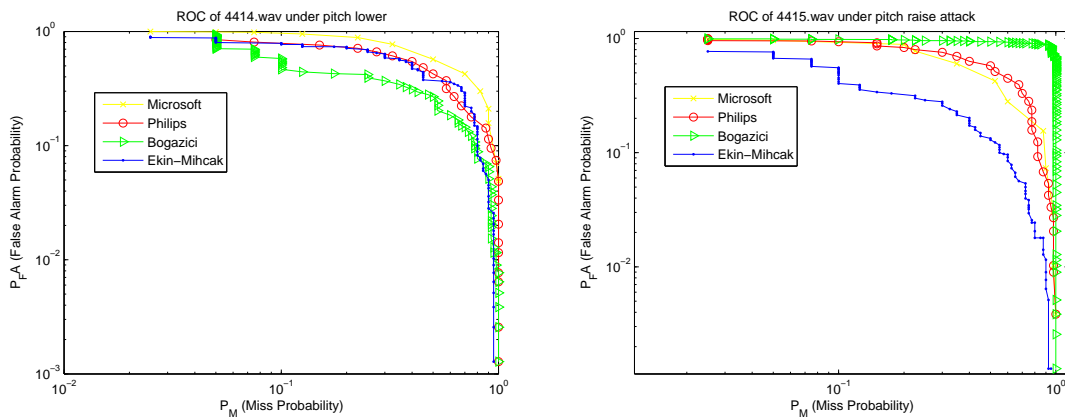 ROC of 4414.wav under pitch lower
10^0
10^-1
10^-2
10^-3
P_FA (False Alarm Probability)
Microsoft
Philips
Bogazici
Ekin−Mihcak
10^-2
10^-1
10^0
P_M (Miss Probability)
ROC of 4415.wav under pitch raise attack
10^0
10^-1
10^-2
P_FA (False Alarm Probability)
Microsoft
Philips
Bogazici
Ekin−Mihcak
10^-1
10^0
P_M (Miss Probability)